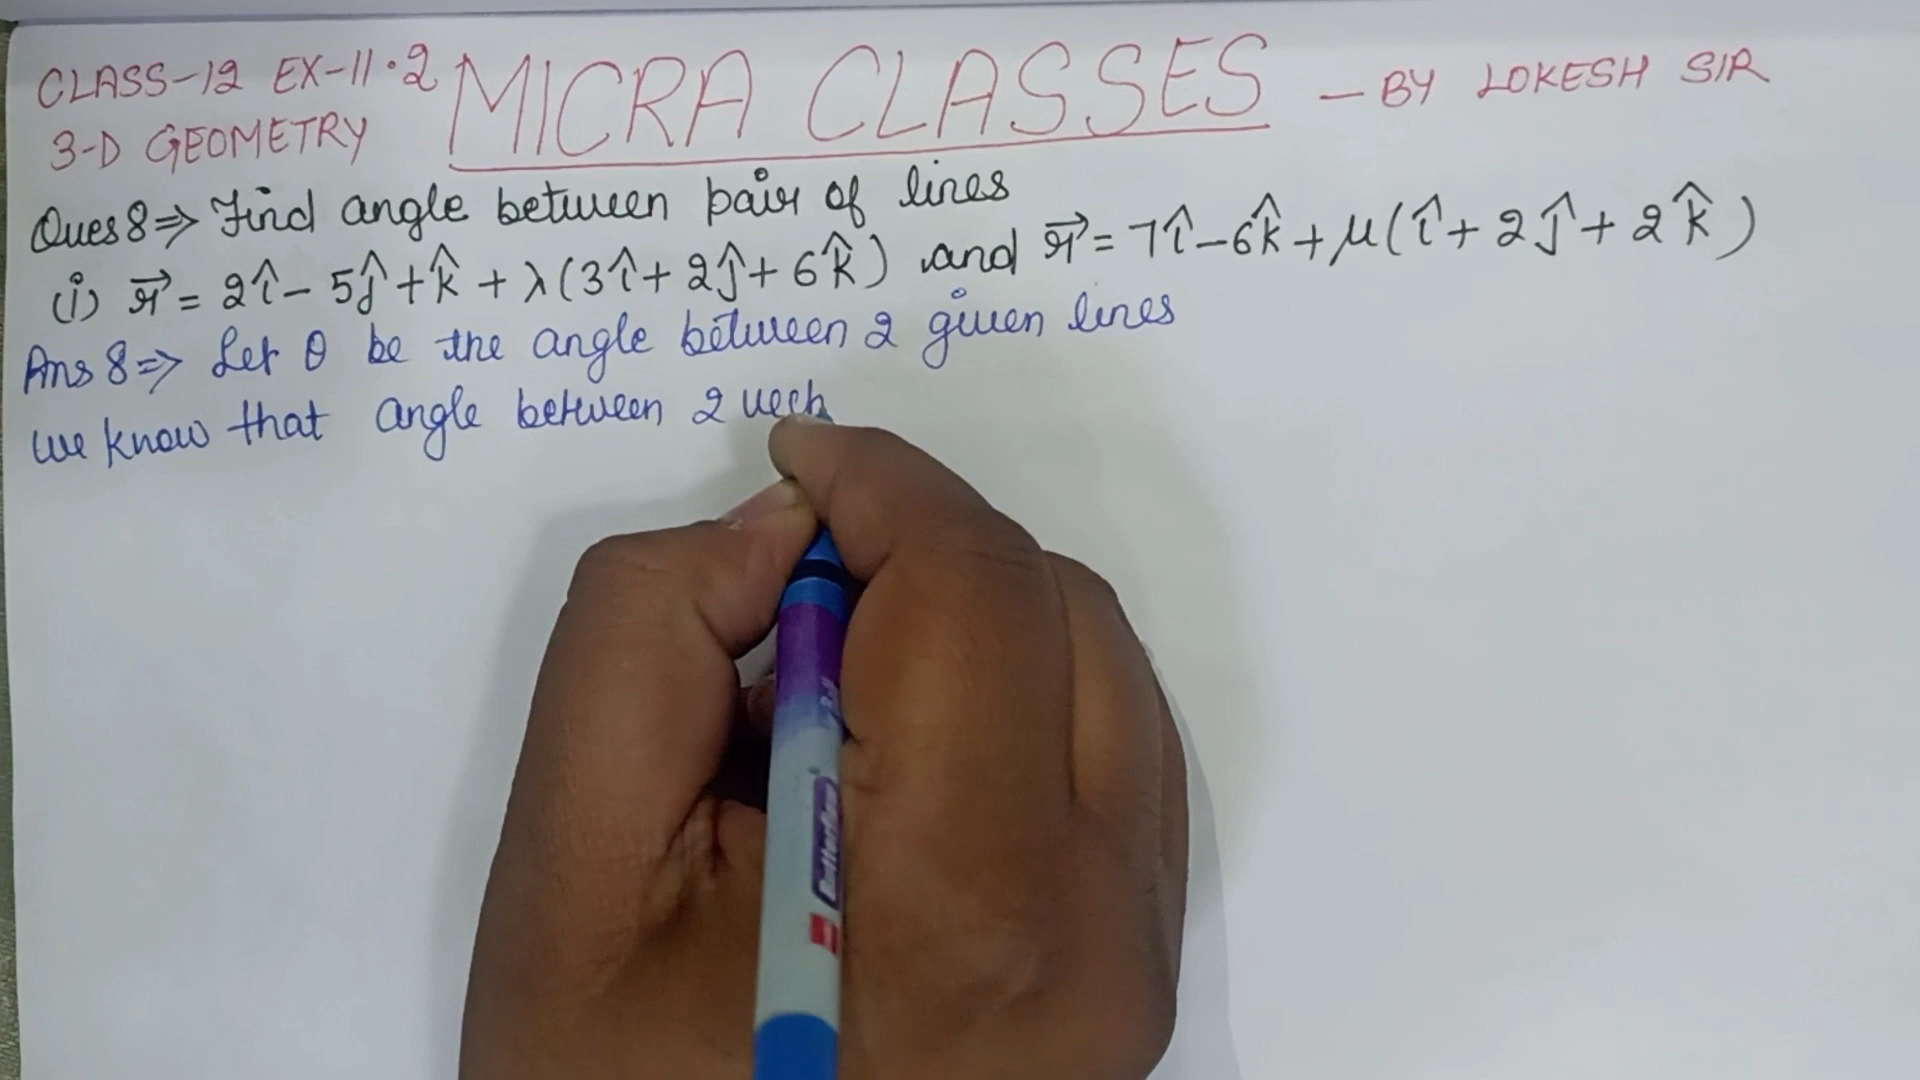 CLASS-12 EX-11.2 MICRA CLASSES - BY LOKESH SIR
3-D GEOMETRY
Ques 8⇒ Find angle between pair of lines
(i) r⃗ = 2î - 5ĵ + k̂ + λ(3î + 2ĵ + 6k̂) and r⃗ = 7î - 6k̂ + μ(î + 2ĵ + 2k̂)
Ans 8⇒ Let θ be the angle between 2 given lines
we know that angle between 2 vect
Butterflow